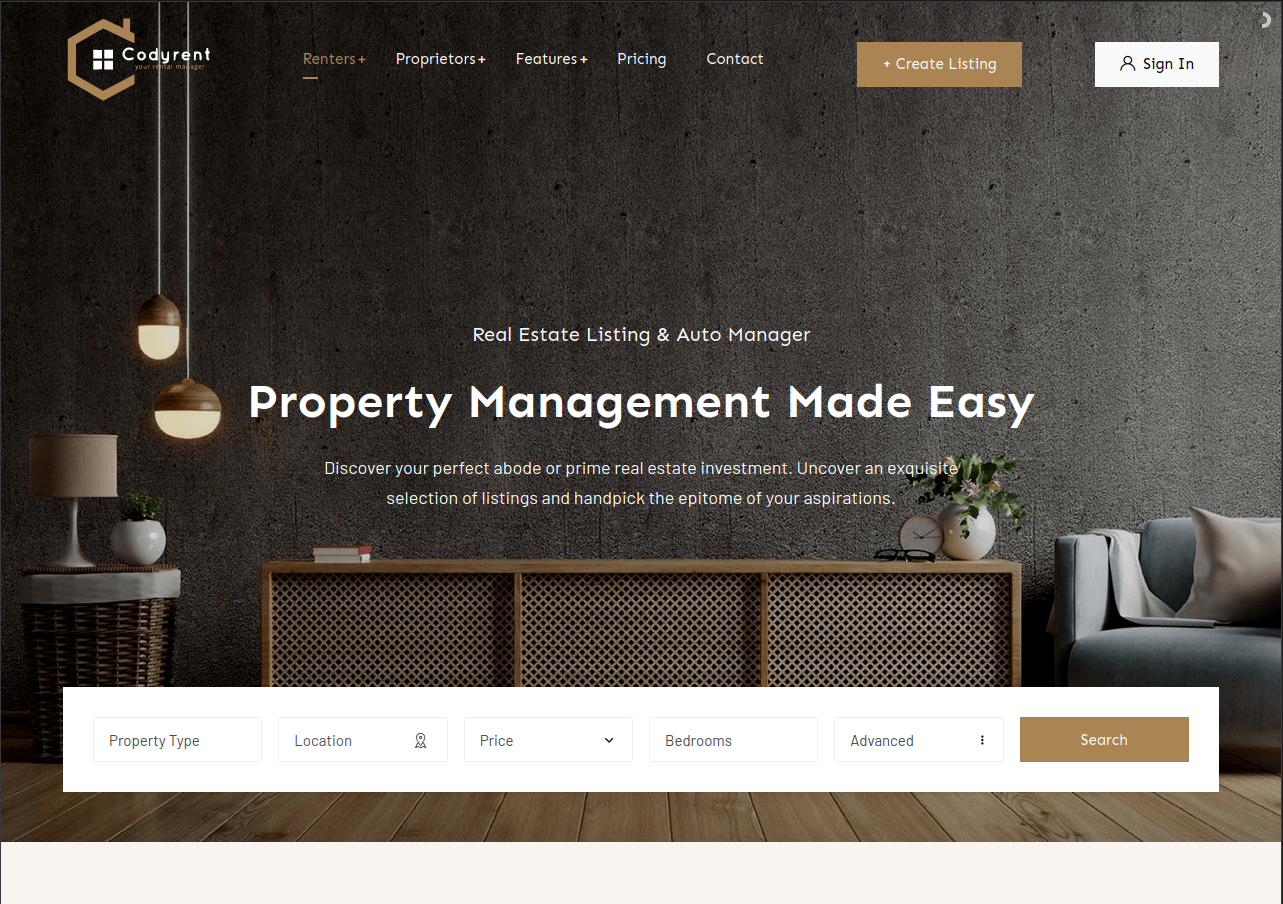 Codyrent
your rental manager
Renters+
Proprietors+
Features+
Pricing
Contact
+ Create Listing
Sign In
Real Estate Listing & Auto Manager
Property Management Made Easy
Discover your perfect abode or prime real estate investment. Uncover an exquisite
selection of listings and handpick the epitome of your aspirations.
Property Type
Location
Price
Bedrooms
Advanced
Search